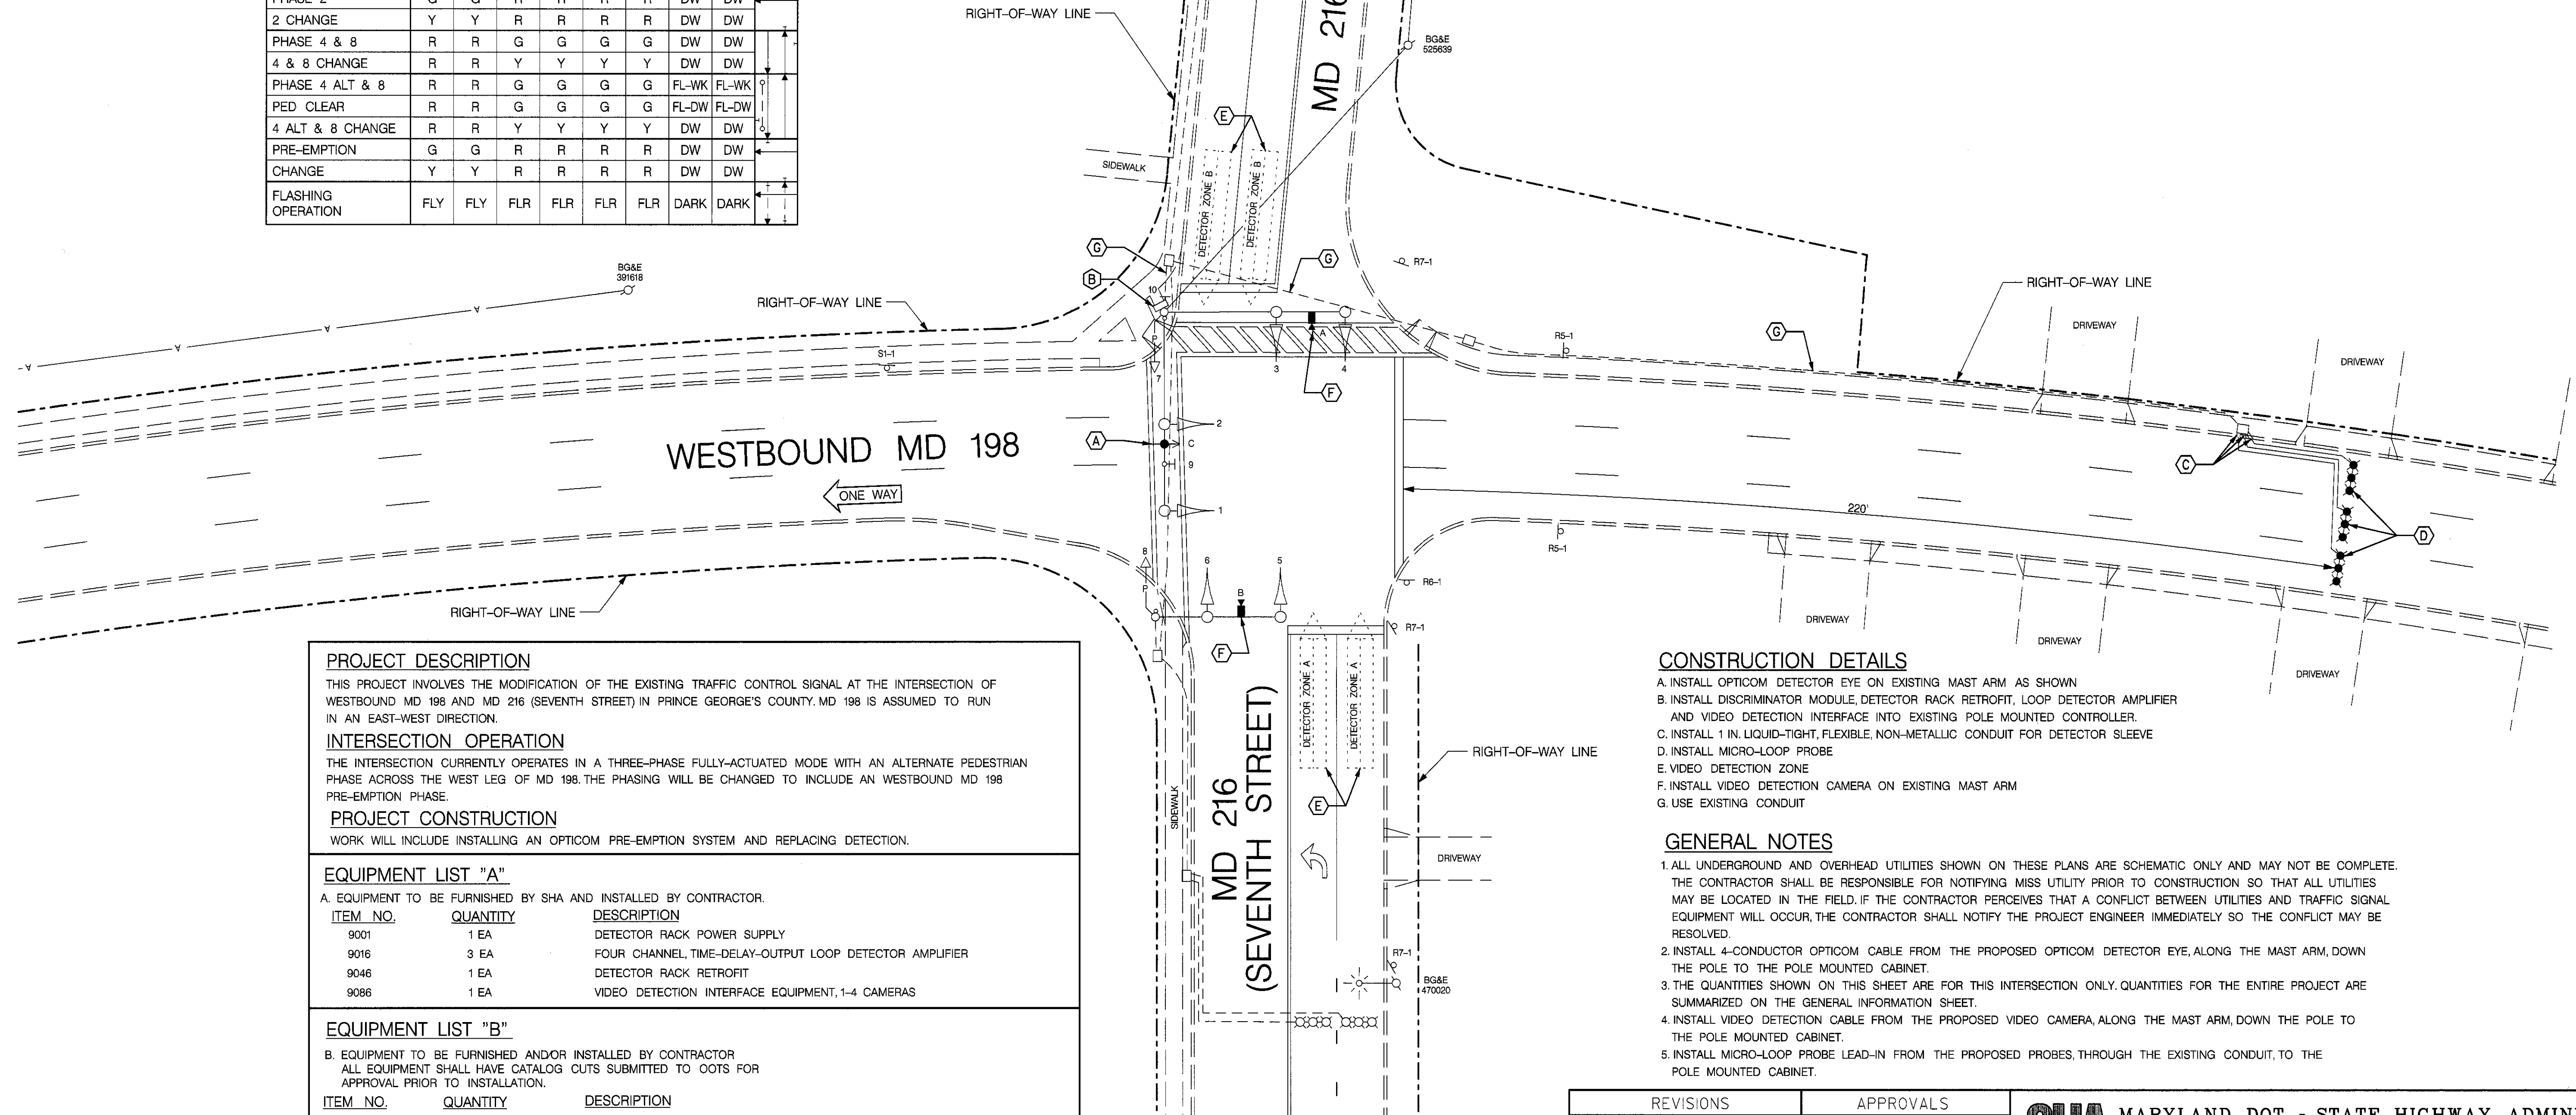 PHASE 2 G G R R R R DW DW
2 CHANGE Y Y R R R R DW DW
PHASE 4 & 8 R R G G G G DW DW
4 & 8 CHANGE R R Y Y Y Y DW DW
PHASE 4 ALT & 8 R R G G G G FL-WK FL-WK
PED CLEAR R R G G G G FL-DW FL-DW
4 ALT & 8 CHANGE R R Y Y Y Y DW DW
PRE-EMPTION G G R R R R DW DW
CHANGE Y Y R R R R DW DW
FLASHING
OPERATION FLY FLY FLR FLR FLR FLR DARK DARK
RIGHT-OF-WAY LINE
MD 216
BG&E
525639
E
SIDEWALK
DETECTOR ZONE B
DETECTOR ZONE B
G
B
10
G
R7-1
BG&E
391618
A
A
A
A
RIGHT-OF-WAY LINE
S1-1
P
7
3
A
4
F
R5-1
G
RIGHT-OF-WAY LINE
DRIVEWAY
DRIVEWAY
WESTBOUND MD 198
ONE WAY
A
2
C
9
1
220'
C
D
R5-1
R6-1
8
P
6
B
5
F
R7-1
RIGHT-OF-WAY LINE
DRIVEWAY
DRIVEWAY
DRIVEWAY
DETECTOR ZONE A
DETECTOR ZONE A
E
SIDEWALK
MD 216
(SEVENTH STREET)
RIGHT-OF-WAY LINE
DRIVEWAY
R7-1
BG&E
470020
PROJECT DESCRIPTION
THIS PROJECT INVOLVES THE MODIFICATION OF THE EXISTING TRAFFIC CONTROL SIGNAL AT THE INTERSECTION OF
WESTBOUND MD 198 AND MD 216 (SEVENTH STREET) IN PRINCE GEORGE'S COUNTY. MD 198 IS ASSUMED TO RUN
IN AN EAST-WEST DIRECTION.
INTERSECTION OPERATION
THE INTERSECTION CURRENTLY OPERATES IN A THREE-PHASE FULLY-ACTUATED MODE WITH AN ALTERNATE PEDESTRIAN
PHASE ACROSS THE WEST LEG OF MD 198. THE PHASING WILL BE CHANGED TO INCLUDE AN WESTBOUND MD 198
PRE-EMPTION PHASE.
PROJECT CONSTRUCTION
WORK WILL INCLUDE INSTALLING AN OPTICOM PRE-EMPTION SYSTEM AND REPLACING DETECTION.
EQUIPMENT LIST "A"
A. EQUIPMENT TO BE FURNISHED BY SHA AND INSTALLED BY CONTRACTOR.
ITEM NO. QUANTITY DESCRIPTION
9001 1 EA DETECTOR RACK POWER SUPPLY
9016 3 EA FOUR CHANNEL, TIME-DELAY-OUTPUT LOOP DETECTOR AMPLIFIER
9046 1 EA DETECTOR RACK RETROFIT
9086 1 EA VIDEO DETECTION INTERFACE EQUIPMENT, 1-4 CAMERAS
EQUIPMENT LIST "B"
B. EQUIPMENT TO BE FURNISHED AND/OR INSTALLED BY CONTRACTOR
ALL EQUIPMENT SHALL HAVE CATALOG CUTS SUBMITTED TO OOTS FOR
APPROVAL PRIOR TO INSTALLATION.
ITEM NO. QUANTITY DESCRIPTION
CONSTRUCTION DETAILS
A. INSTALL OPTICOM DETECTOR EYE ON EXISTING MAST ARM AS SHOWN
B. INSTALL DISCRIMINATOR MODULE, DETECTOR RACK RETROFIT, LOOP DETECTOR AMPLIFIER
AND VIDEO DETECTION INTERFACE INTO EXISTING POLE MOUNTED CONTROLLER.
C. INSTALL 1 IN. LIQUID-TIGHT, FLEXIBLE, NON-METALLIC CONDUIT FOR DETECTOR SLEEVE
D. INSTALL MICRO-LOOP PROBE
E. VIDEO DETECTION ZONE
F. INSTALL VIDEO DETECTION CAMERA ON EXISTING MAST ARM
G. USE EXISTING CONDUIT
GENERAL NOTES
1. ALL UNDERGROUND AND OVERHEAD UTILITIES SHOWN ON THESE PLANS ARE SCHEMATIC ONLY AND MAY NOT BE COMPLETE.
THE CONTRACTOR SHALL BE RESPONSIBLE FOR NOTIFYING MISS UTILITY PRIOR TO CONSTRUCTION SO THAT ALL UTILITIES
MAY BE LOCATED IN THE FIELD. IF THE CONTRACTOR PERCEIVES THAT A CONFLICT BETWEEN UTILITIES AND TRAFFIC SIGNAL
EQUIPMENT WILL OCCUR, THE CONTRACTOR SHALL NOTIFY THE PROJECT ENGINEER IMMEDIATELY SO THE CONFLICT MAY BE
RESOLVED.
2. INSTALL 4-CONDUCTOR OPTICOM CABLE FROM THE PROPOSED OPTICOM DETECTOR EYE, ALONG THE MAST ARM, DOWN
THE POLE TO THE POLE MOUNTED CABINET.
3. THE QUANTITIES SHOWN ON THIS SHEET ARE FOR THIS INTERSECTION ONLY. QUANTITIES FOR THE ENTIRE PROJECT ARE
SUMMARIZED ON THE GENERAL INFORMATION SHEET.
4. INSTALL VIDEO DETECTION CABLE FROM THE PROPOSED VIDEO CAMERA, ALONG THE MAST ARM, DOWN THE POLE TO
THE POLE MOUNTED CABINET.
5. INSTALL MICRO-LOOP PROBE LEAD-IN FROM THE PROPOSED PROBES, THROUGH THE EXISTING CONDUIT, TO THE
POLE MOUNTED CABINET.
REVISIONS APPROVALS
MARYLAND DOT - STATE HIGHWAY